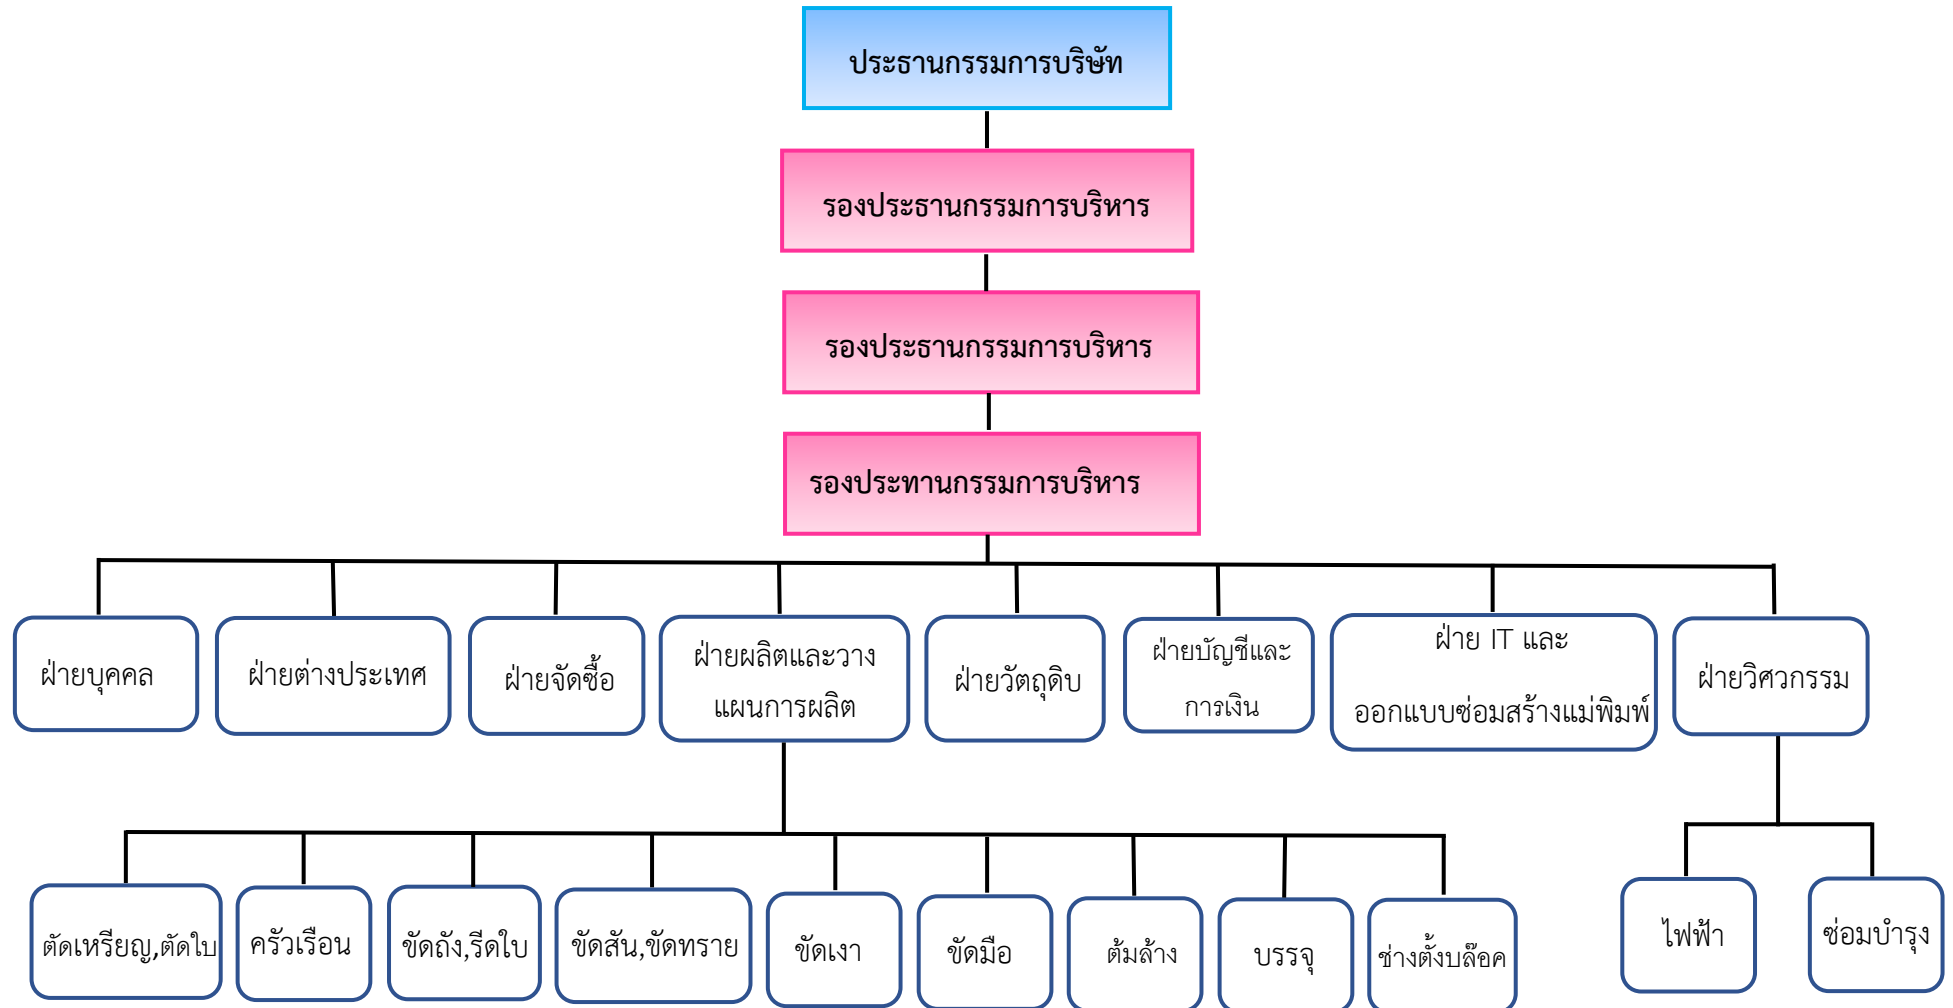 ประธานกรรมการบริษัท
รองประธานกรรมการบริหาร
รองประธานกรรมการบริหาร
รองประทานกรรมการบริหาร
ฝ่ายบุคคล
ฝ่ายต่างประเทศ
ฝ่ายจัดซื้อ
ฝ่ายผลิตและวาง
แผนการผลิต
ฝ่ายวัตถุดิบ
ฝ่ายบัญชีและ
การเงิน
ฝ่าย IT และ
ออกแบบซ่อมสร้างแม่พิมพ์
ฝ่ายวิศวกรรม
ตัดเหรียญ,ตัดใบ
ครัวเรือน
ขัดถัง,รีดใบ
ขัดสัน,ขัดทราย
ขัดเงา
ขัดมือ
ต้มล้าง
บรรจุ
ช่างตั้งบล๊อค
ไฟฟ้า
ซ่อมบำรุง